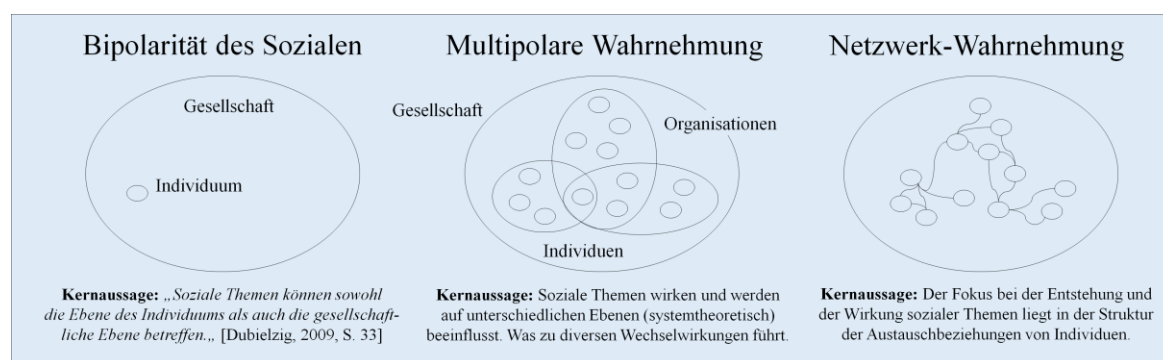 Bipolarität des Sozialen
Gesellschaft
Individuum
Kernaussage: „Soziale Themen können sowohl
die Ebene des Individuums als auch die gesellschaft-
liche Ebene betreffen.„ [Dubielzig, 2009, S. 33]
Multipolare Wahrnehmung
Gesellschaft
Organisationen
Individuen
Kernaussage: Soziale Themen wirken und werden
auf unterschiedlichen Ebenen (systemtheoretisch)
beeinflusst. Was zu diversen Wechselwirkungen führt.
Netzwerk-Wahrnehmung
Kernaussage: Der Fokus bei der Entstehung und
der Wirkung sozialer Themen liegt in der Struktur
der Austauschbeziehungen von Individuen.